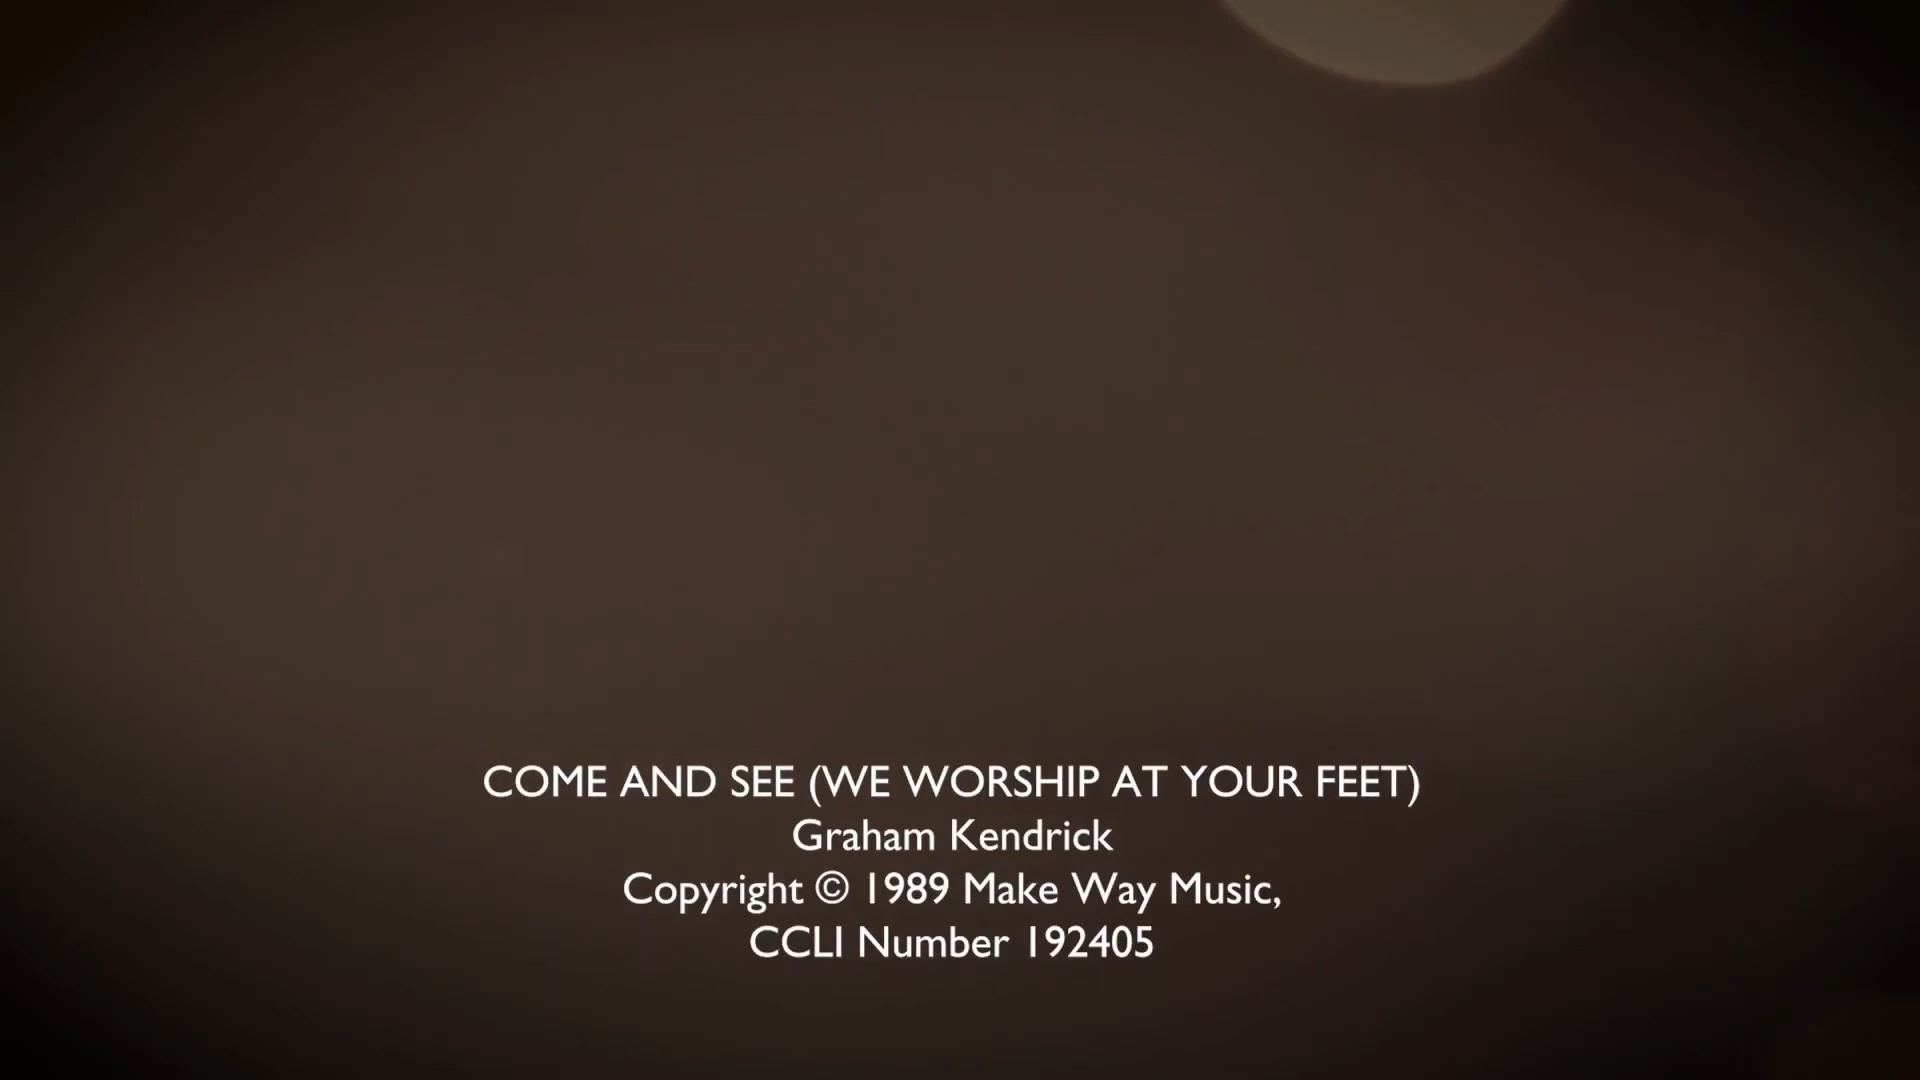 COME AND SEE (WE WORSHIP AT YOUR FEET)
Graham Kendrick
Copyright © 1989 Make Way Music,
CCLI Number 192405